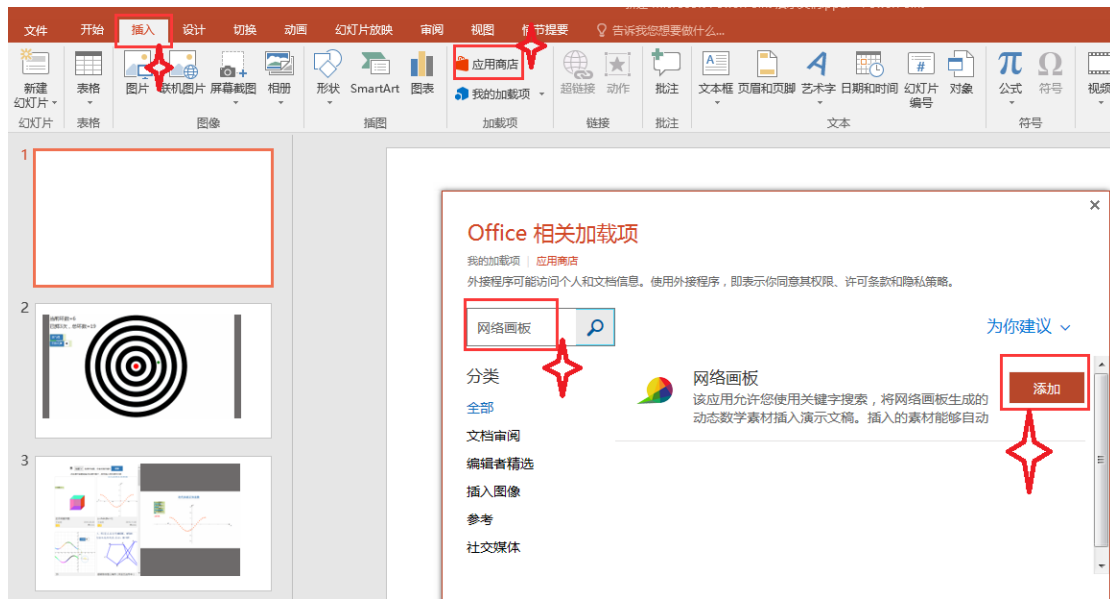 文件 开始 插入 设计 切换 动画 幻灯片放映 审阅 视图 情节提要 告诉我您想要做什么...
新建
幻灯片
表格
图片 联机图片 屏幕截图 相册
形状 SmartArt 图表
应用商店
我的加载项
超链接 动作
批注
文本框 页眉和页脚 艺术字 日期和时间 幻灯片
编号
对象
公式 符号
视频
幻灯片 表格 图像 插图 加载项 链接 批注 文本 符号
1
2
3
Office 相关加载项
我的加载项 | 应用商店
外接程序可能访问个人和文档信息。使用外接程序，即表示你同意其权限、许可条款和隐私策略。
网络画板
为你建议
分类
全部
文档审阅
编辑者精选
插入图像
参考
社交媒体
网络画板
该应用允许您使用关键字搜索，将网络画板生成的
动态数学素材插入演示文稿。插入的素材能够自动
添加